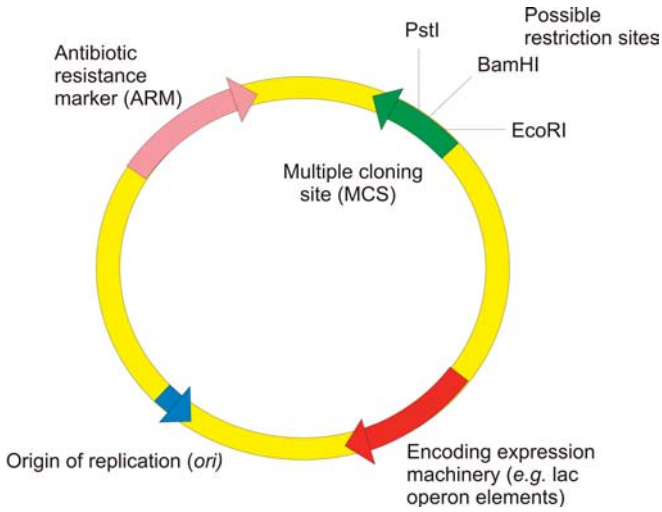 Antibiotic
resistance
marker (ARM)
PstI
Possible
restriction sites
BamHI
EcoRI
Multiple cloning
site (MCS)
Origin of replication (ori)
Encoding expression
machinery (e.g. lac
operon elements)